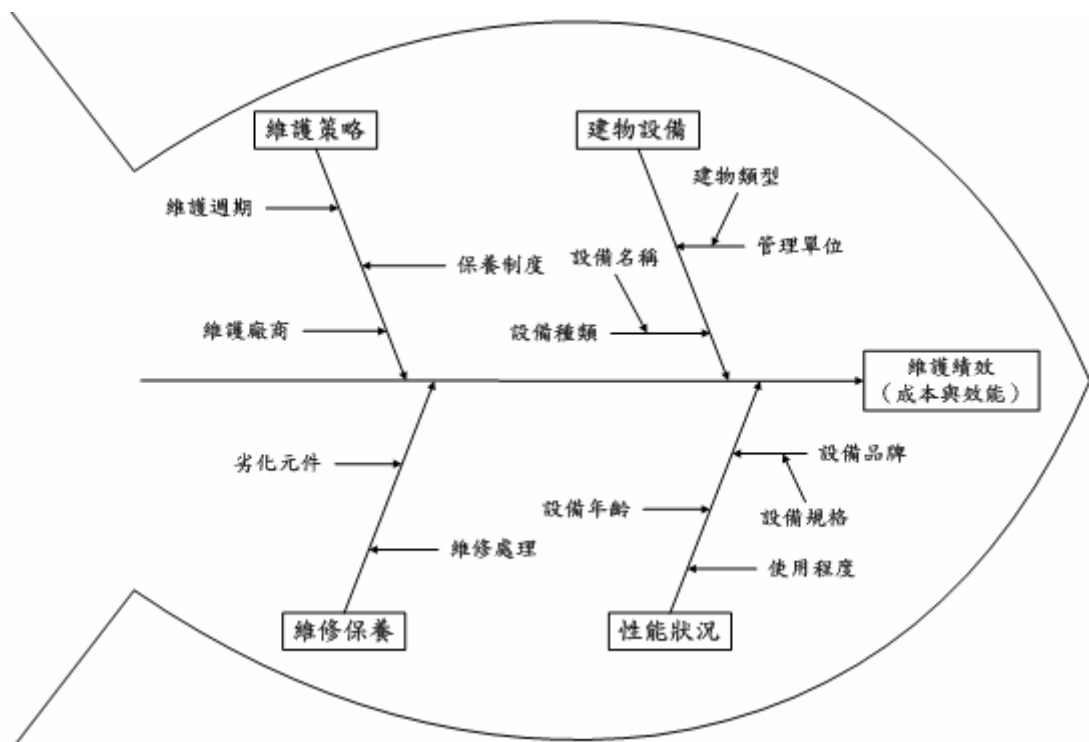 維護策略
建物設備
建物類型
維護週期
管理單位
設備名稱
保養制度
維護廠商
設備種類
維護績效
（成本與效能）
劣化元件
設備品牌
設備年齡
設備規格
維修處理
使用程度
維修保養
性能狀況